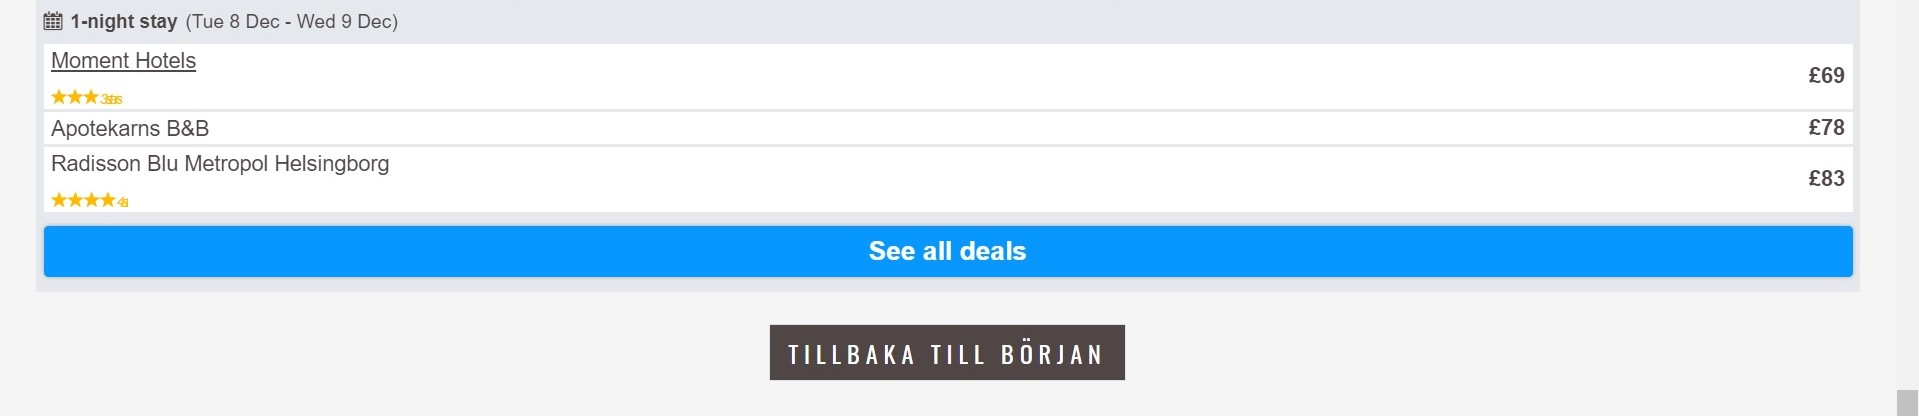 1-night stay (Tue 8 Dec - Wed 9 Dec)
Moment Hotels
£69
Apotekarns B&B
£78
Radisson Blu Metropol Helsingborg
£83
See all deals
TILLBAKA TILL BÖRJAN